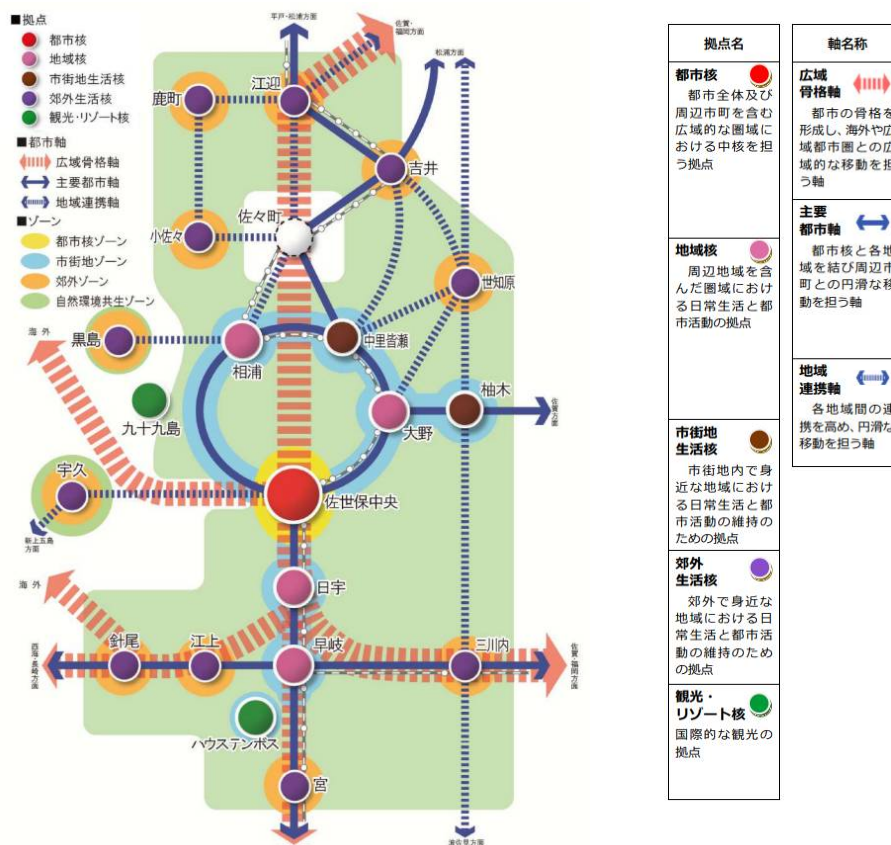 ■拠点
都市核
地域核
市街地生活核
郊外生活核
観光・リゾート核
■都市軸
広域骨格軸
主要都市軸
地域連携軸
■ゾーン
都市核ゾーン
市街地ゾーン
郊外ゾーン
自然環境共生ゾーン
平戸・松浦方面
佐賀・
福岡方面
松浦方面
鹿町
江迎
吉井
佐々町
小佐々
世知原
海外
黒島
相浦
中里皆瀬
柚木
九十九島
大野
佐賀方面
宇久
佐世保中央
新上五島
方面
海外
日宇
針尾
江上
早岐
三川内
西海・長崎方面
佐賀・福岡方面
ハウステンボス
宮
波佐見方面
拠点名
都市核
都市全体及び
周辺市町を含む
広域的な圏域に
おける中核を担
う拠点
地域核
周辺地域を含
んだ圏域におけ
る日常生活と都
市活動の拠点
市街地
生活核
市街地内で身
近な地域におけ
る日常生活と都
市活動の維持の
ための拠点
郊外
生活核
郊外で身近な
地域における日
常生活と都市活
動の維持のため
の拠点
観光・
リゾート核
国際的な観光の
拠点
軸名称
広域
骨格軸
都市の骨格を
形成し、海外や広
域都市圏との広
域的な移動を担
う軸
主要
都市軸
都市核と各地
域を結び周辺市
町との円滑な移
動を担う軸
地域
連携軸
各地域間の連
携を高め、円滑な
移動を担う軸